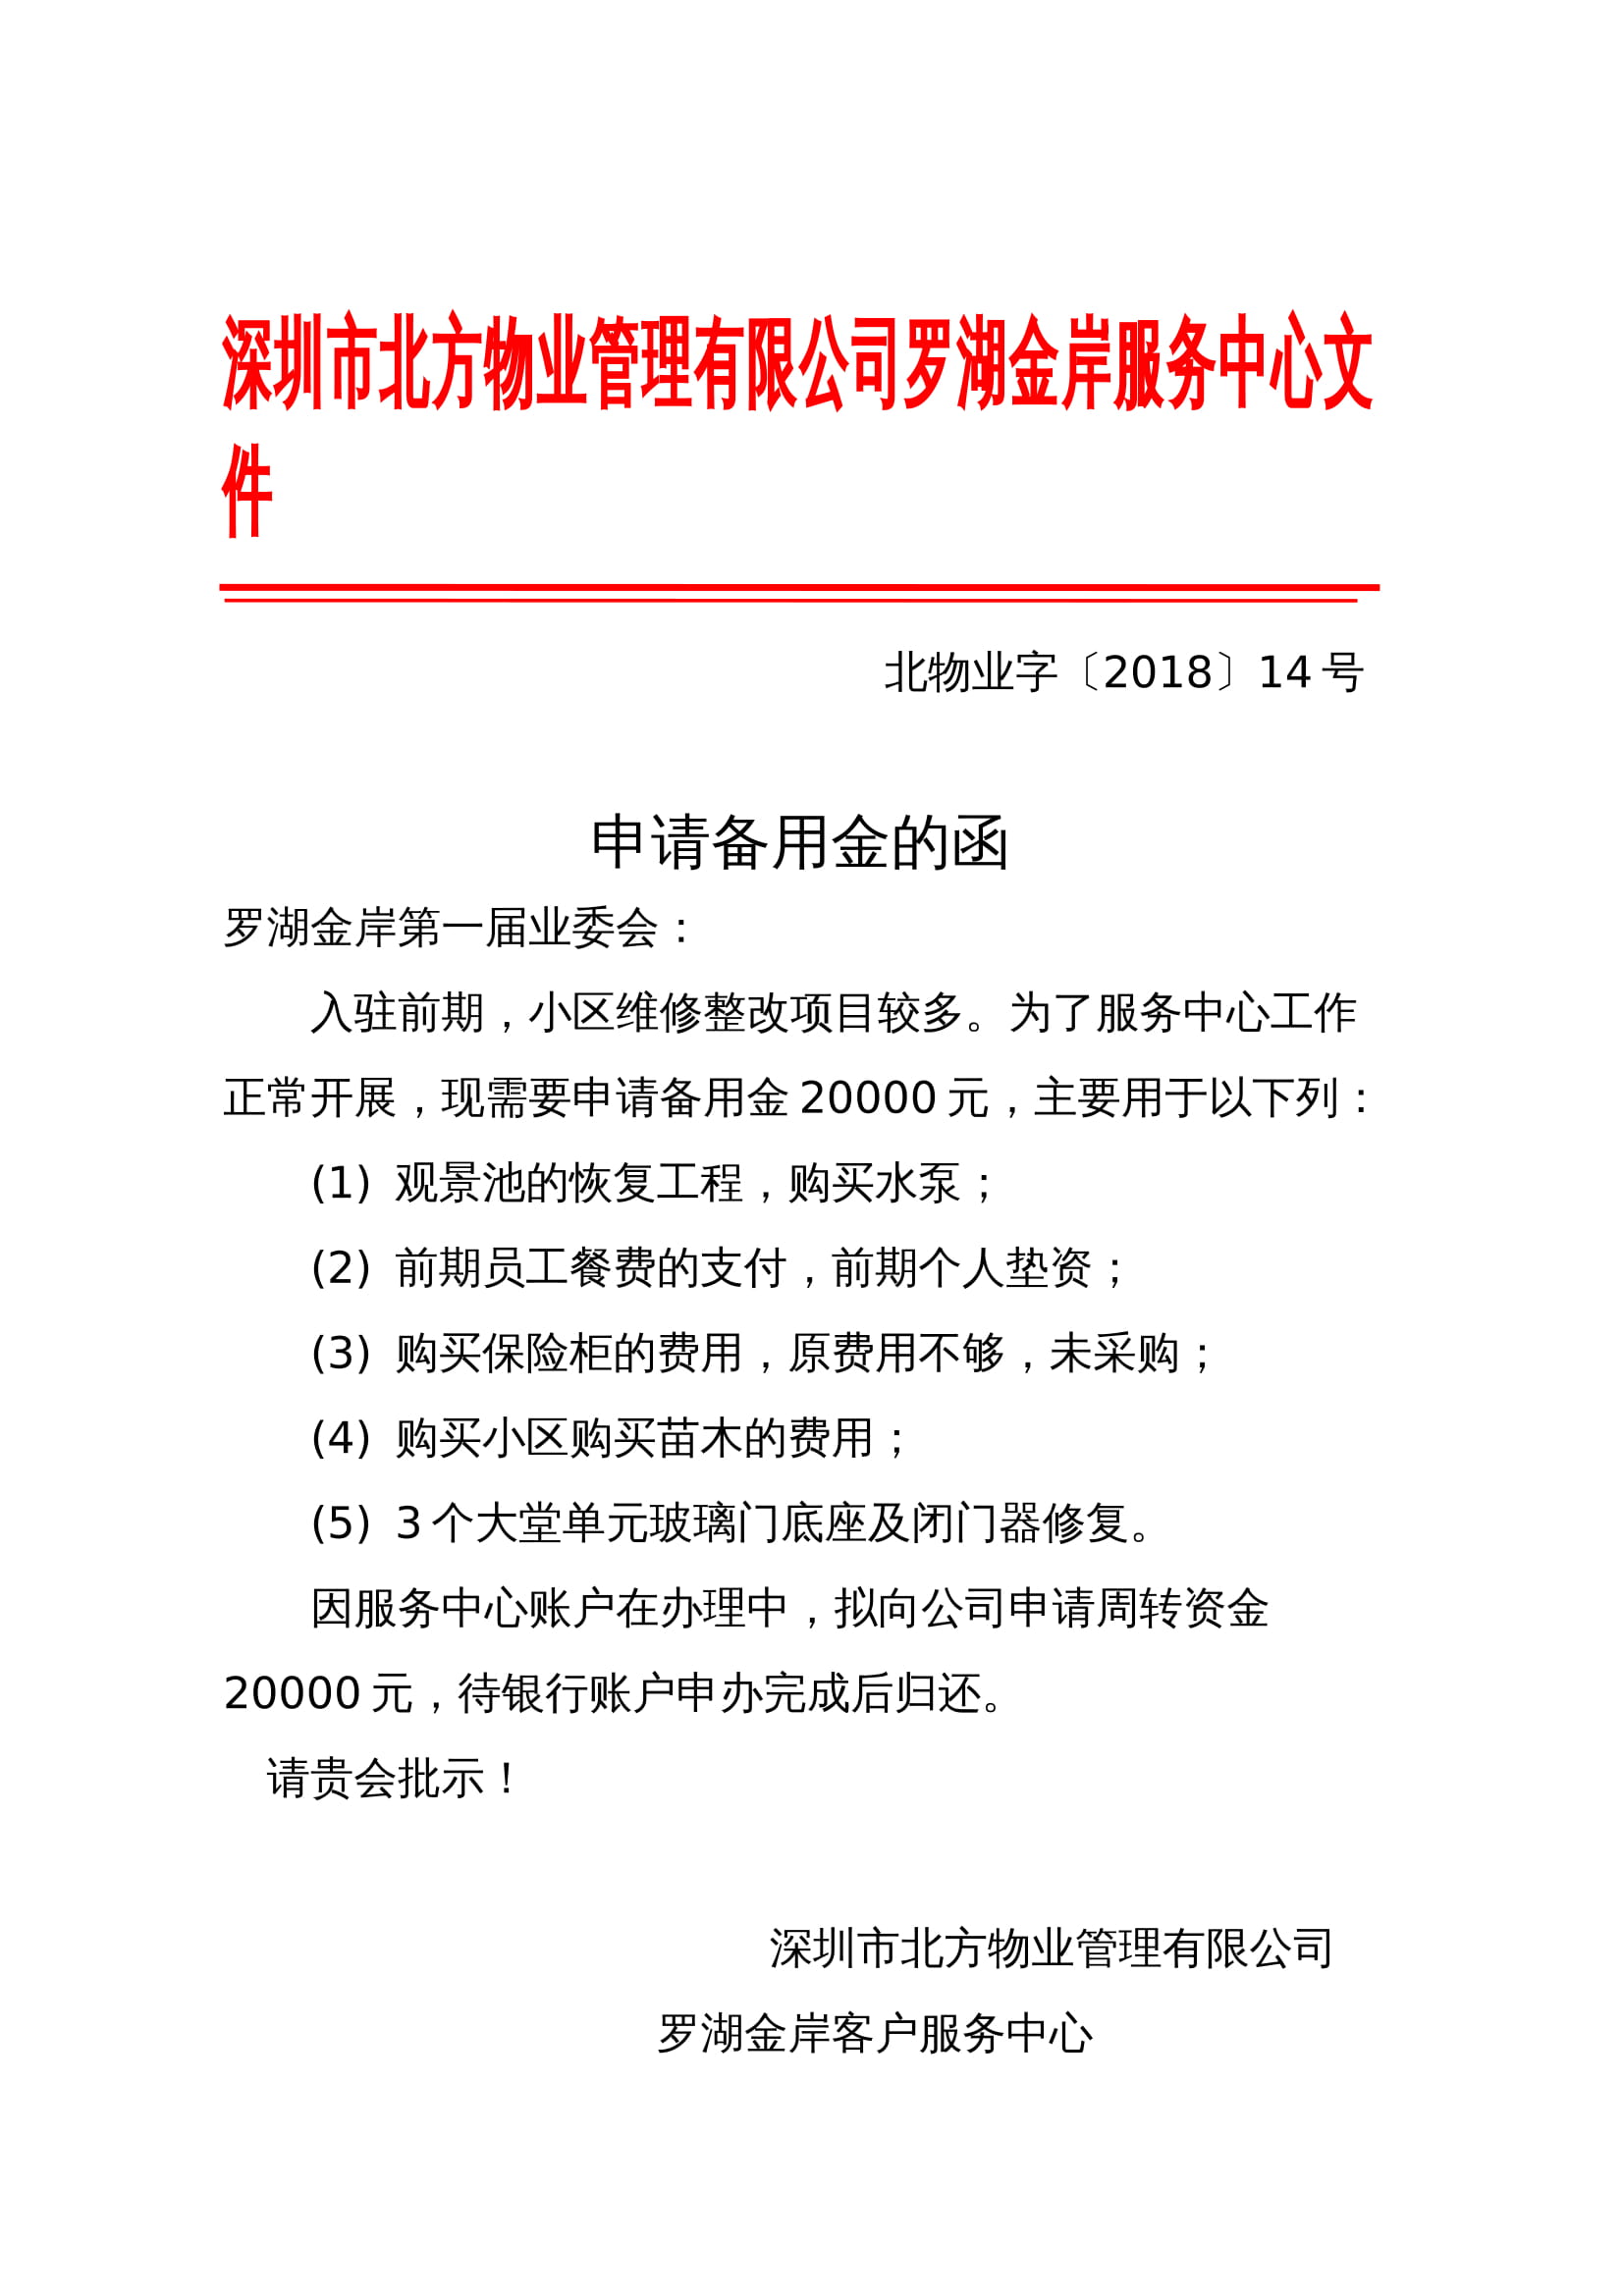 深圳市北方物业管理有限公司罗湖金岸服务中心文
件
北物业字〔2018〕14 号
申请备用金的函
罗湖金岸第一届业委会：
入驻前期，小区维修整改项目较多。为了服务中心工作
正常开展，现需要申请备用金 20000 元，主要用于以下列：
(1) 观景池的恢复工程，购买水泵；
(2) 前期员工餐费的支付，前期个人垫资；
(3) 购买保险柜的费用，原费用不够，未采购；
(4) 购买小区购买苗木的费用；
(5) 3 个大堂单元玻璃门底座及闭门器修复。
因服务中心账户在办理中，拟向公司申请周转资金
20000 元，待银行账户申办完成后归还。
请贵会批示！
深圳市北方物业管理有限公司
罗湖金岸客户服务中心